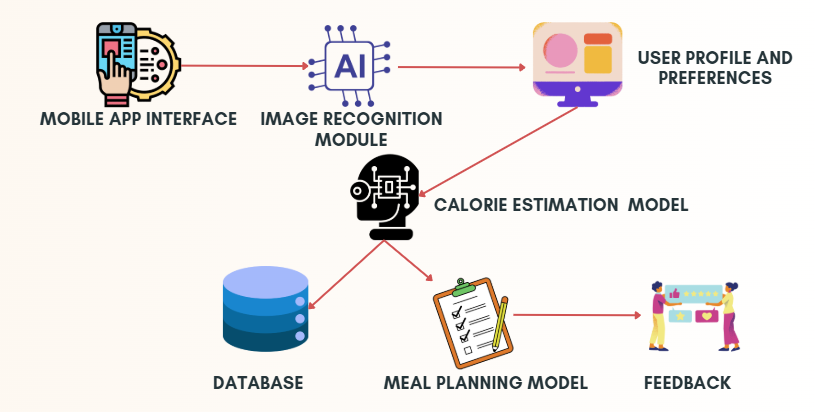 AI
USER PROFILE AND
PREFERENCES
MOBILE APP INTERFACE
IMAGE RECOGNITION
MODULE
CALORIE ESTIMATION MODEL
DATABASE
MEAL PLANNING MODEL
FEEDBACK